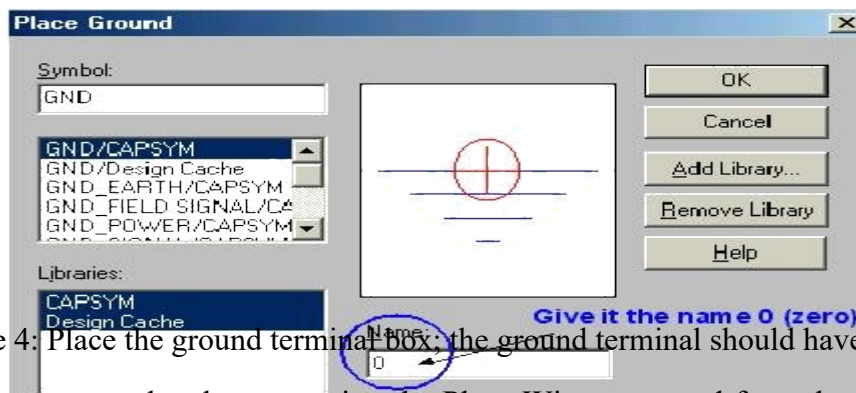 Place Ground
Symbol:
GND
GND/CAPSYM
GND/Design Cache
GND_EARTH/CAPSYM
GND_FIELD SIGNAL/CA
GND_POWER/CAPSYM
Libraries:
CAPSYM
Design Cache
OK
Cancel
Add Library...
Remove Library
Help
Give it the name 0 (zero)
Name:
0
e 4: Place the ground terminal box; the ground terminal should have